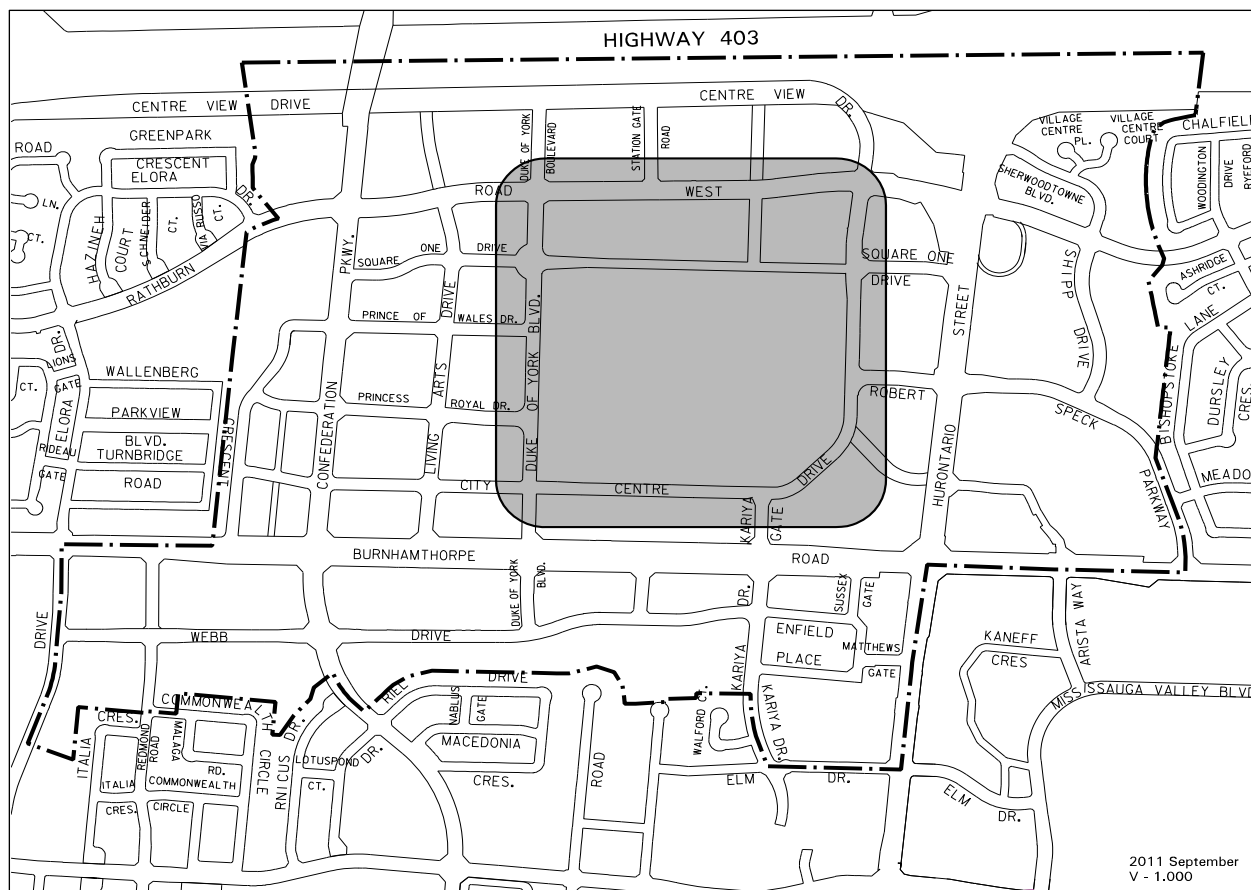 HIGHWAY 403
CENTRE VIEW DRIVE
CENTRE VIEW DR.
GREENPARK
CRESCENT
ELORA
DR.
ROAD
LN.
CT.
HAZINEH
COURT
SCHNEIDER
CT.
VIA RUSSO
CT.
RATHBURN
ROAD
WEST
DUKE OF YORK
BOULEVARD
STATION GATE
ROAD
VILLAGE
CENTRE
PL.
VILLAGE
CENTRE
COURT
CHALFIELD
WOODINGTON
DRIVE
RYEFORD
SHERWOODTOWNE
BLVD.
PKWY.
SQUARE
ONE
DRIVE
SQUARE ONE
DRIVE
SHIPP
DRIVE
ASHRIDGE
CT.
LANE
PRINCE OF
WALES DR.
DRIVE
ARTS
LIVING
DUKE OF YORK BLVD.
STREET
HURONTARIO
DR.
LIONS
GATE
CT.
ELORA
WALLENBERG
PARKVIEW
BLVD.
TURNBRIDGE
ROAD
RIDEAU
GATE
CRESCENT
CONFEDERATION
PRINCESS
ROYAL DR.
ROBERT
SPECK
PARKWAY
BISHOPSTOKE
DURSLEY
CRES.
MEADO
CITY
CENTRE
DRIVE
KARIYA
GATE
BURNHAMTHORPE
ROAD
DUKE OF YORK
BLVD.
DR.
KARIYA
SUSSEX
GATE
ENFIELD
PLACE
MATTHEWS
GATE
DRIVE
WEBB
DRIVE
KANEFF
CRES
ARISTA WAY
MISSISSAUGA VALLEY BLVD
RIEL
DRIVE
COMMONWEALTH
CIRCLE
CRES.
ITALIA
REDMOND
ROAD
MALAGA
RD.
ITALIA
COMMONWEALTH
CRES.
CIRCLE
RNICUS
DR.
LOTUSPOND
CT.
DR.
NABLUS
GATE
MACEDONIA
CRES.
ROAD
WALFORD CT.
KARIYA DR.
ELM
DR.
ELM
DR.
2011 September
V - 1.000